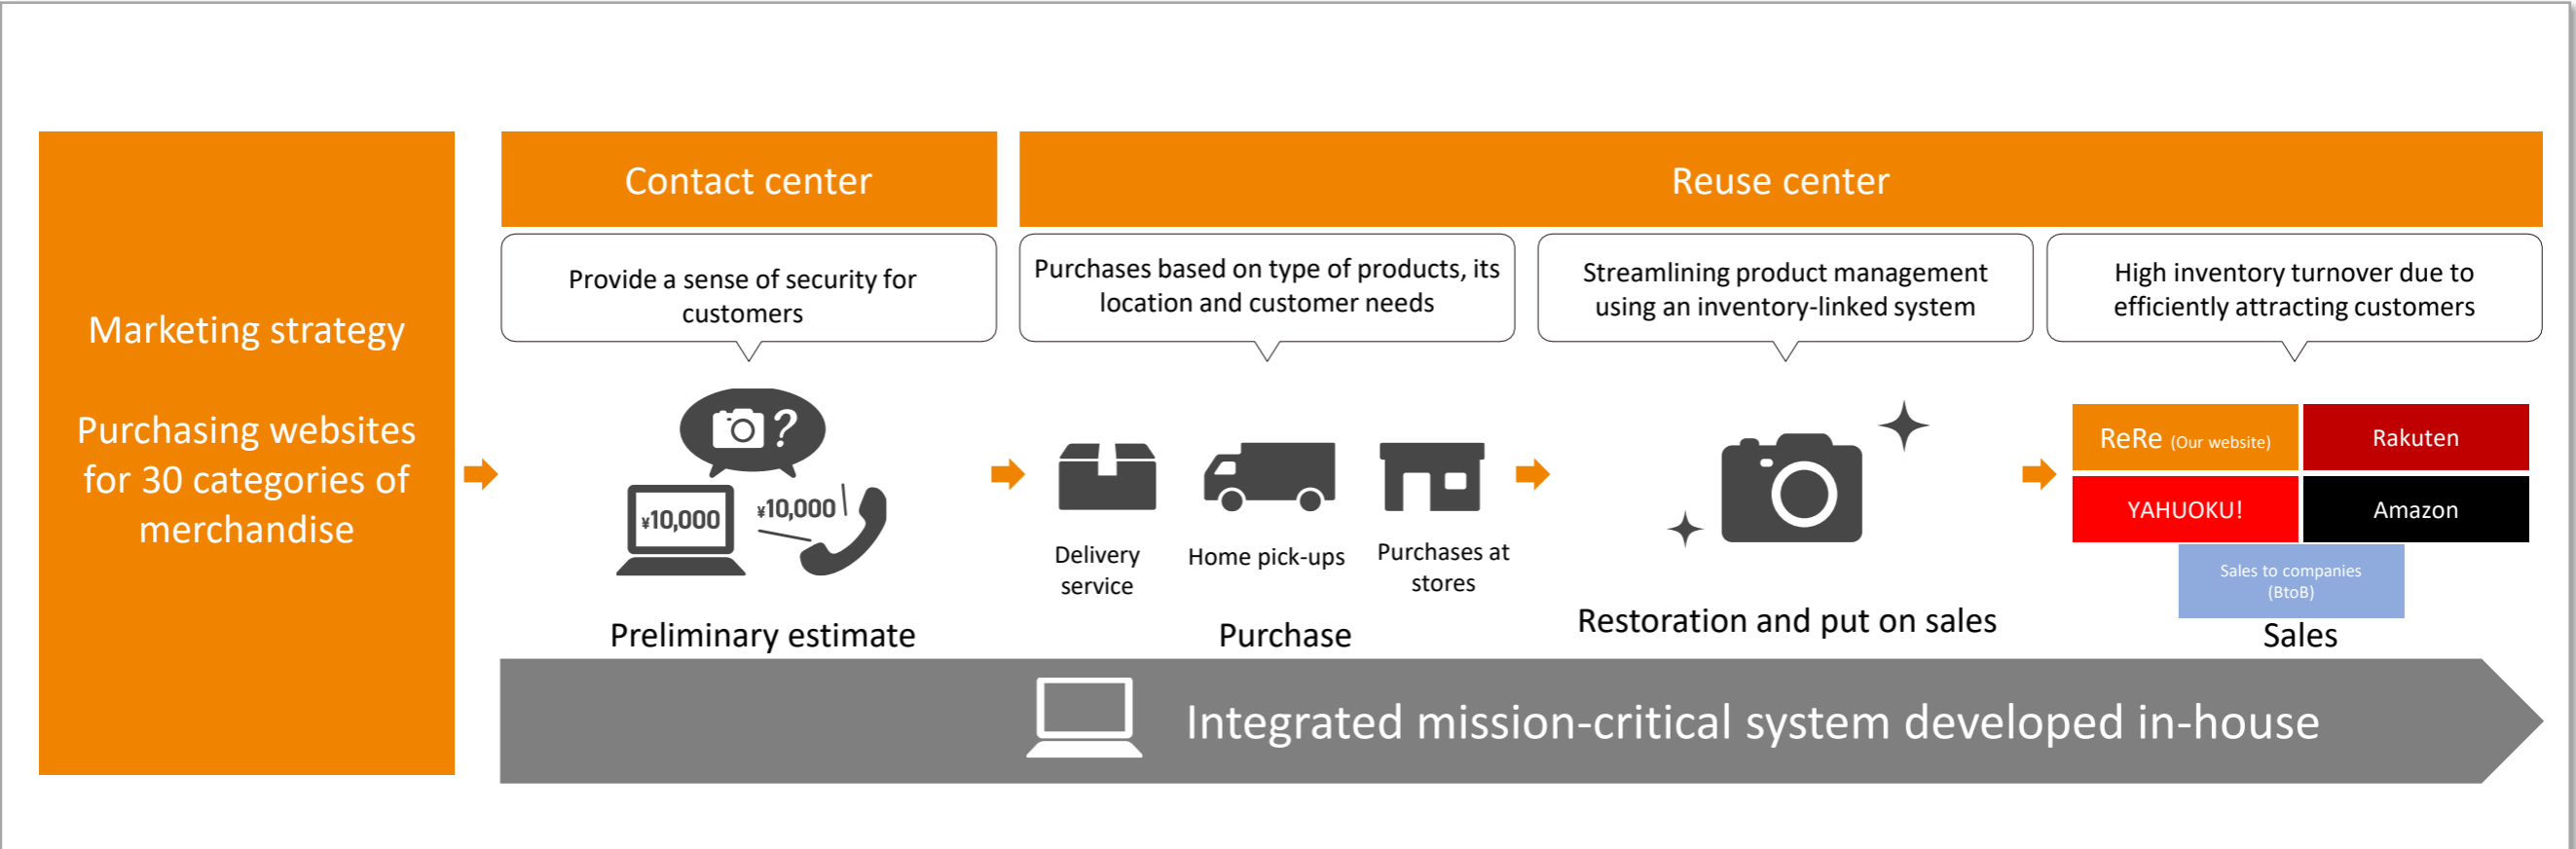 Marketing strategy
Purchasing websites
for 30 categories of
merchandise
Contact center
Reuse center
Provide a sense of security for
customers
Purchases based on type of products, its
location and customer needs
Streamlining product management
using an inventory-linked system
High inventory turnover due to
efficiently attracting customers
?
¥10,000
¥10,000
Preliminary estimate
Delivery
service
Home pick-ups
Purchases at
stores
Purchase
Restoration and put on sales
ReRe (Our website)
Rakuten
YAHUOKU!
Amazon
Sales to companies
(BtoB)
Sales
Integrated mission-critical system developed in-house